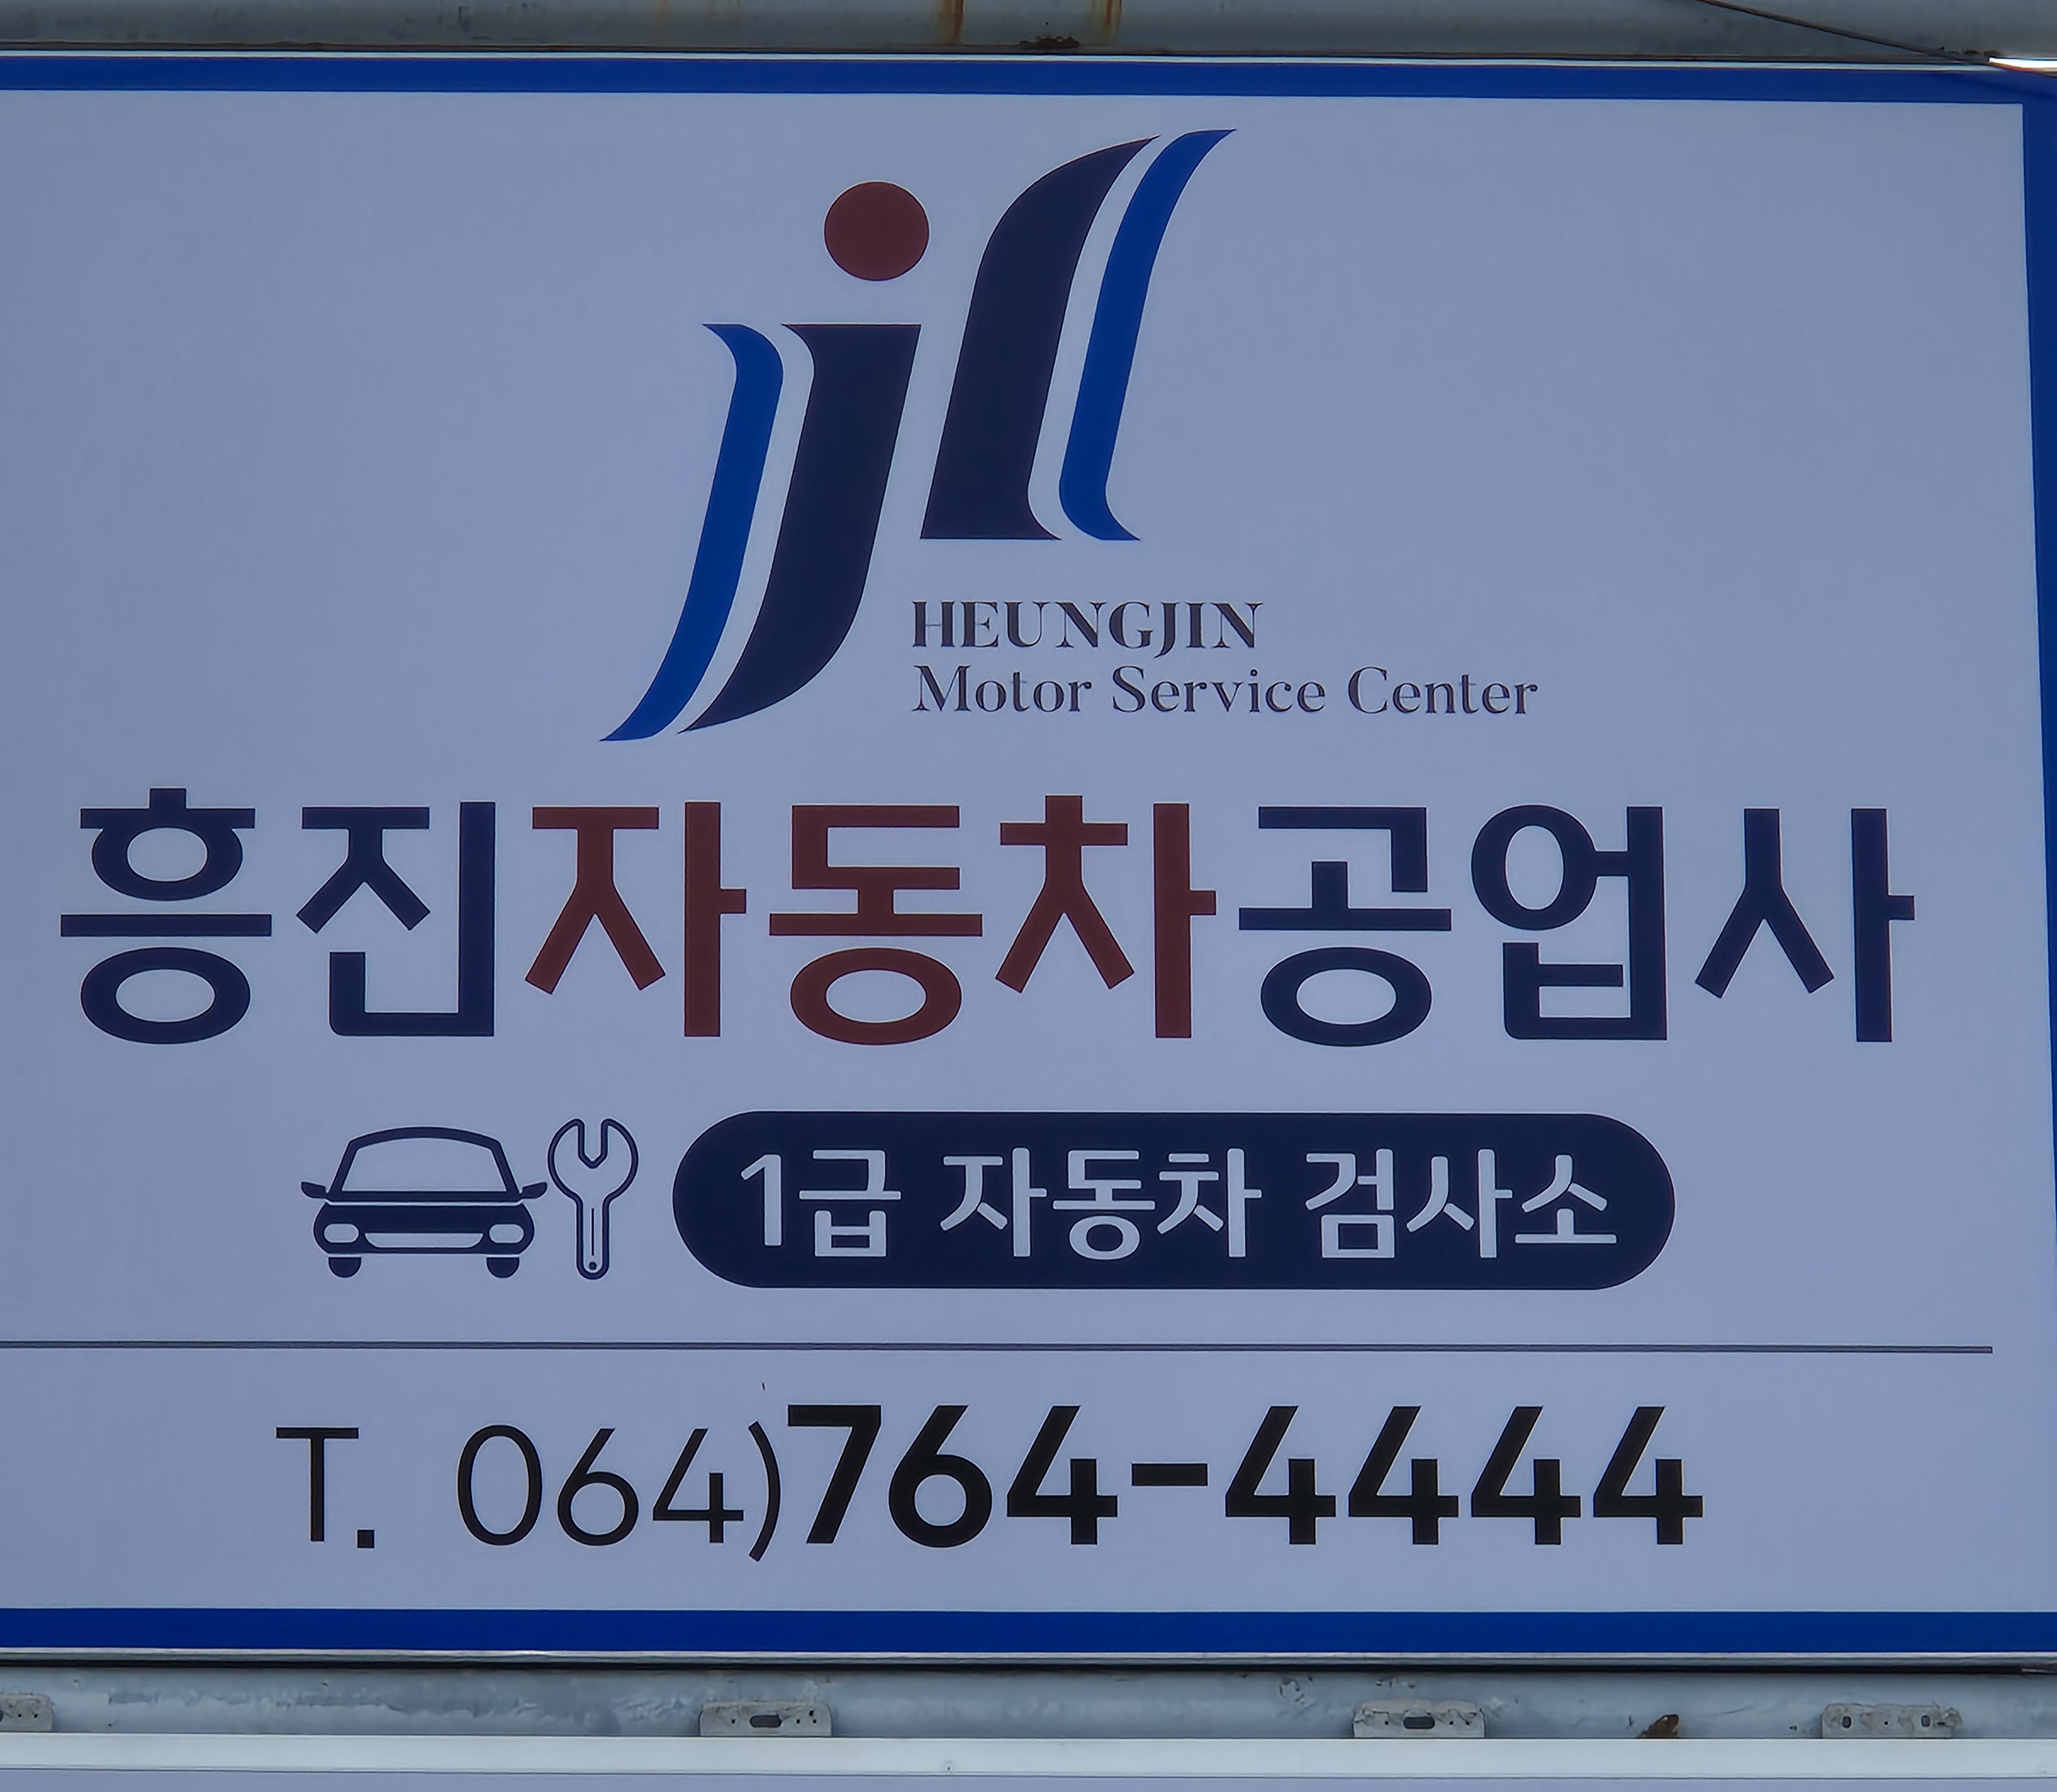 HEUNGJIN
Motor Service Center
흥진자동차공업사
1급 자동차 검사소
T. 064)764-4444